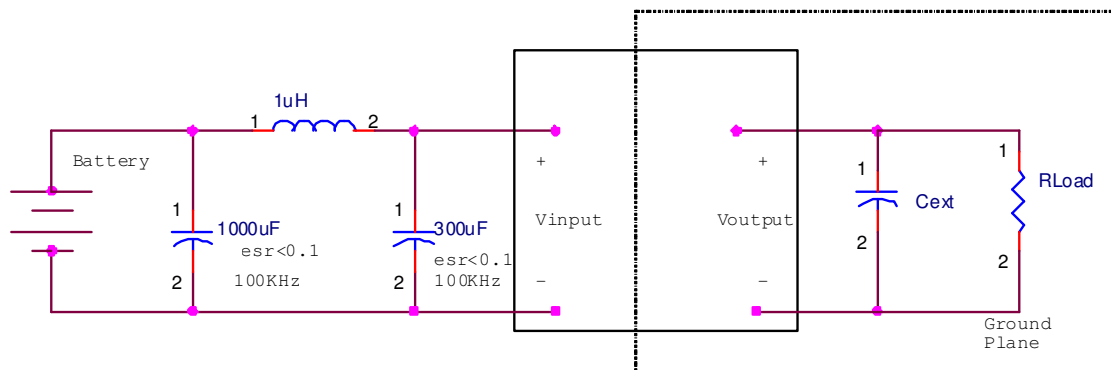 1uH
1
2
Battery
+
+
1
1
1
1
Vinput
Voutput
Cext
RLoad
1000uF
300uF
esr<0.1
esr<0.1
100KHz
100KHz
2
2
2
2
-
-
Ground
Plane